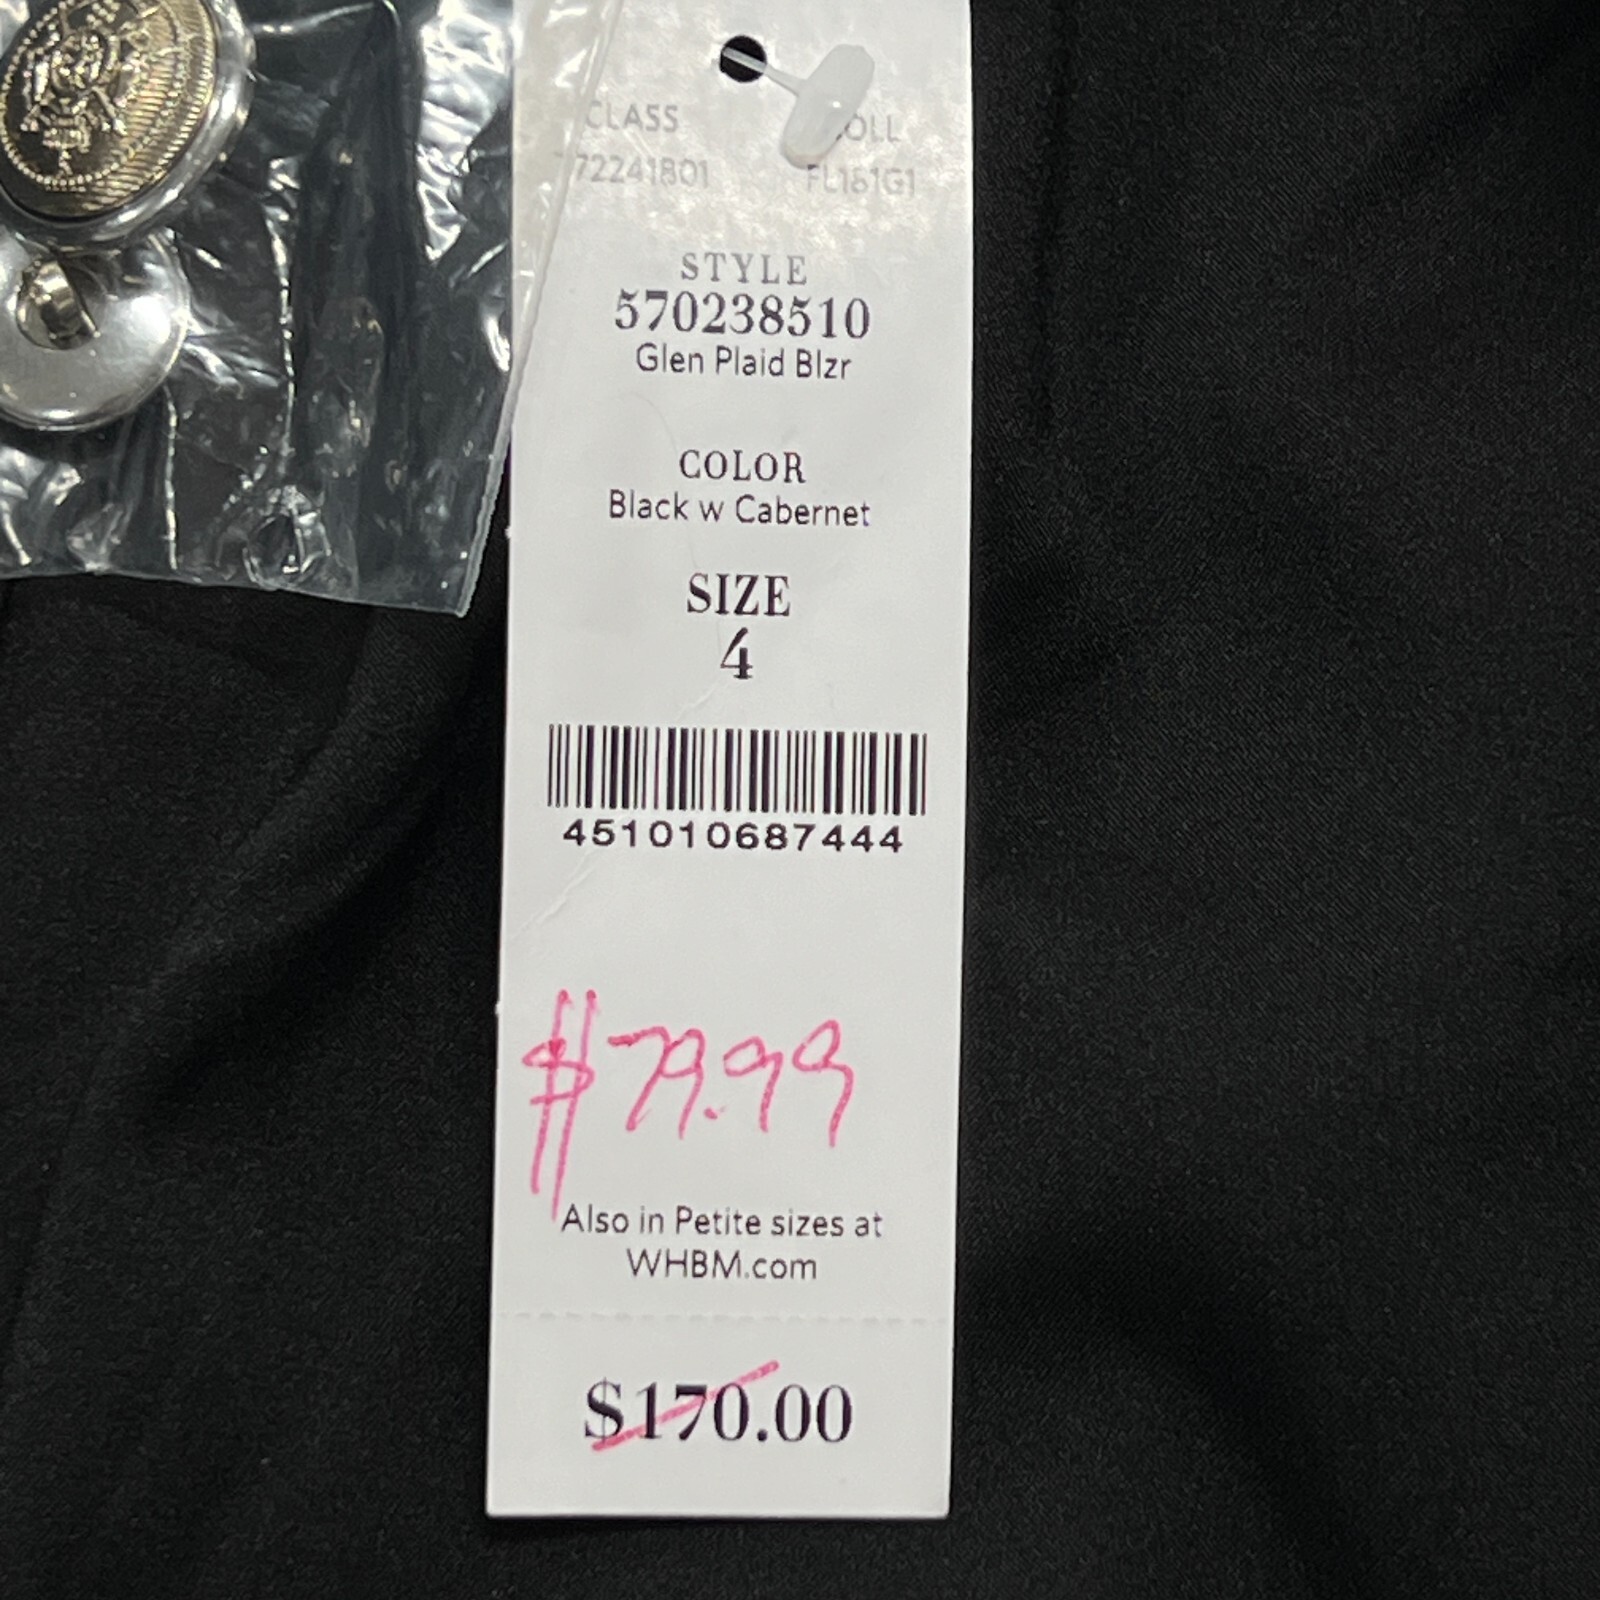 CLASS
72241801
STYLE
570238510
Glen Plaid Blzr
COLOR
Black w Cabernet
SIZE
4
451010687444
$79.99
Also in Petite sizes at
WHBM.com
$170.00